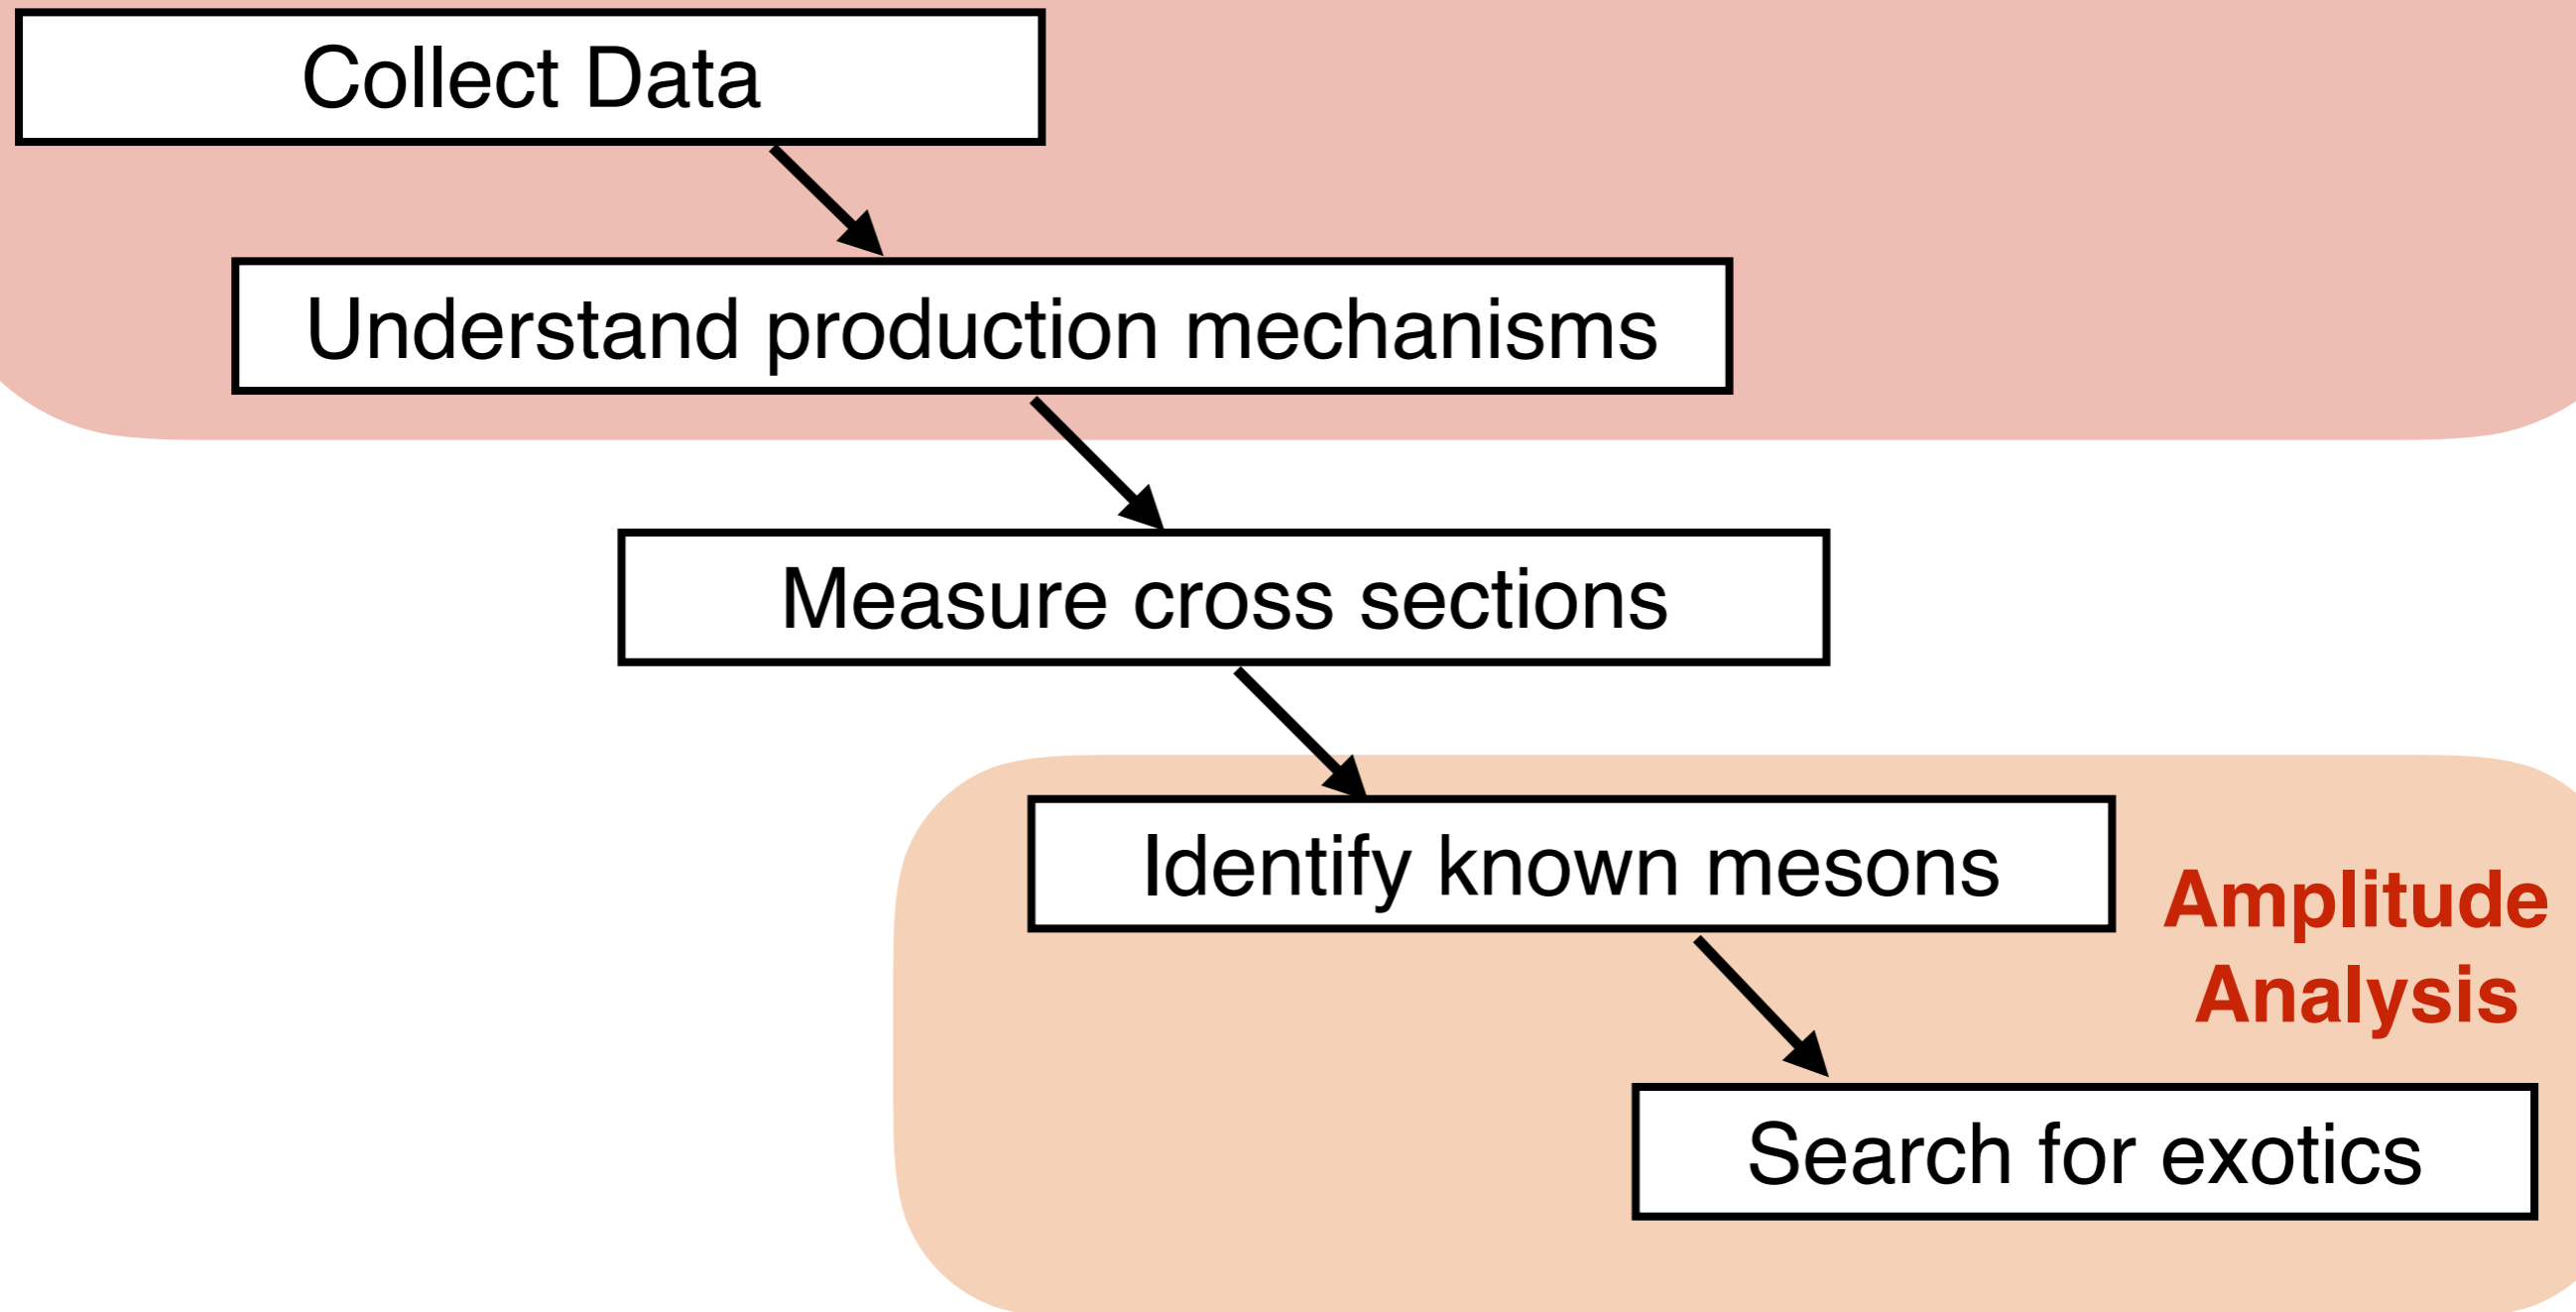 Collect Data
Understand production mechanisms
Measure cross sections
Identify known mesons
Amplitude
Analysis
Search for exotics